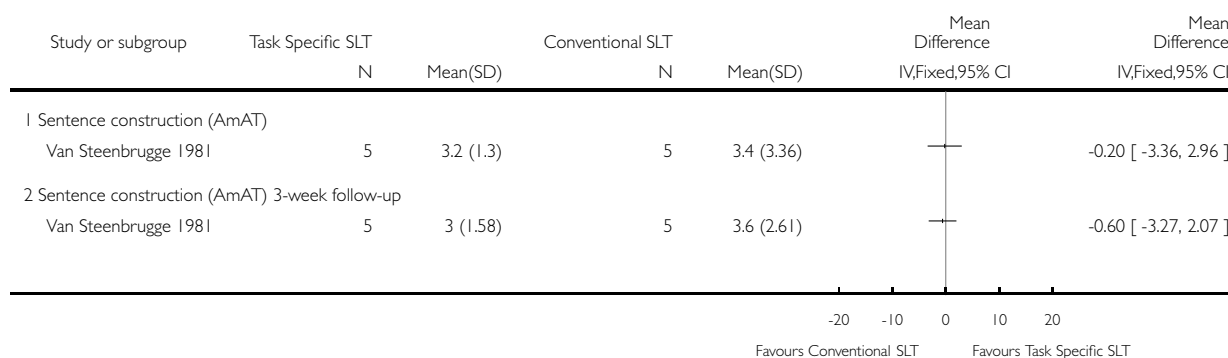 Study or subgroup Task Specific SLT Conventional SLT Mean Difference Mean Difference
N Mean(SD) N Mean(SD) IV,Fixed,95% CI IV,Fixed,95% CI
1 Sentence construction (AmAT)
Van Steenbrugge 1981 5 3.2 (1.3) 5 3.4 (3.36) -0.20 [ -3.36, 2.96 ]
2 Sentence construction (AmAT) 3-week follow-up
Van Steenbrugge 1981 5 3 (1.58) 5 3.6 (2.61) -0.60 [ -3.27, 2.07 ]
-20 -10 0 10 20
Favours Conventional SLT Favours Task Specific SLT